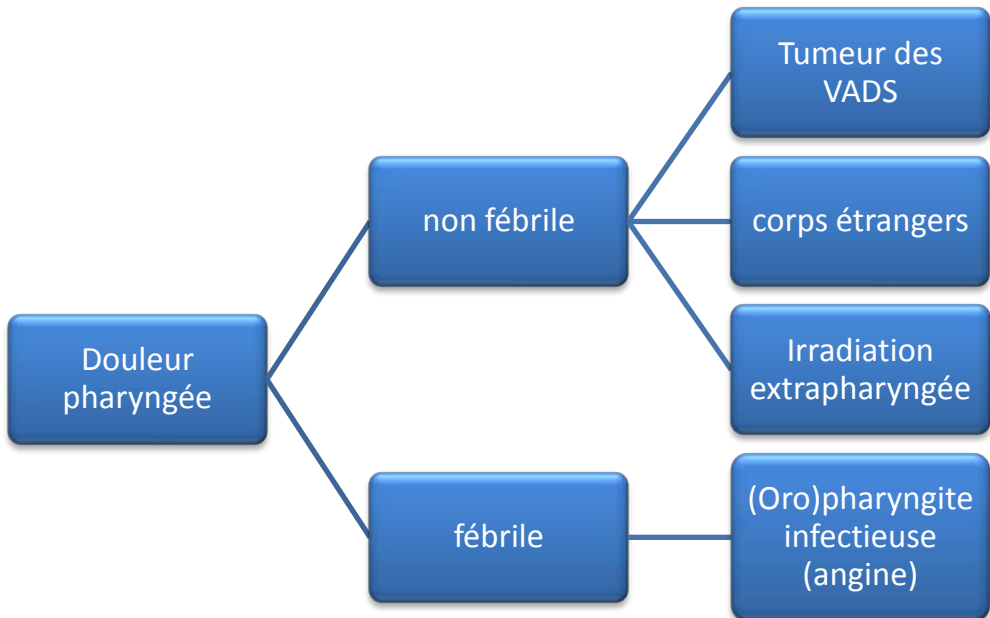 Douleur
pharyngée
non fébrile
Tumeur des
VADS
corps étrangers
Irradiation
extrapharyngée
fébrile
(Oro)pharyngite
infectieuse
(angine)